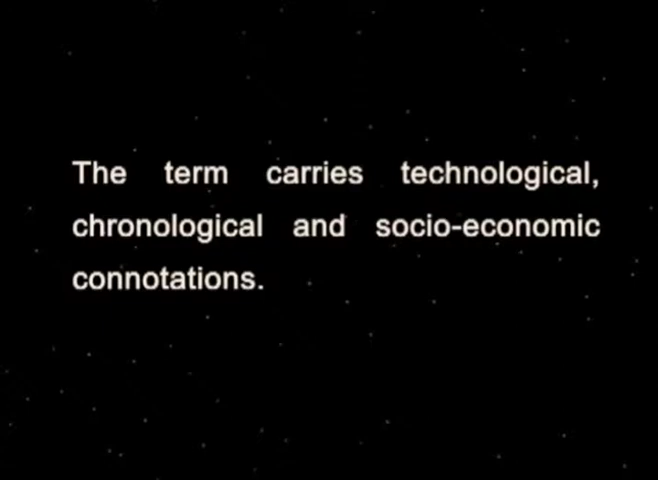 The term carries technological,
chronological and socio-economic
connotations.